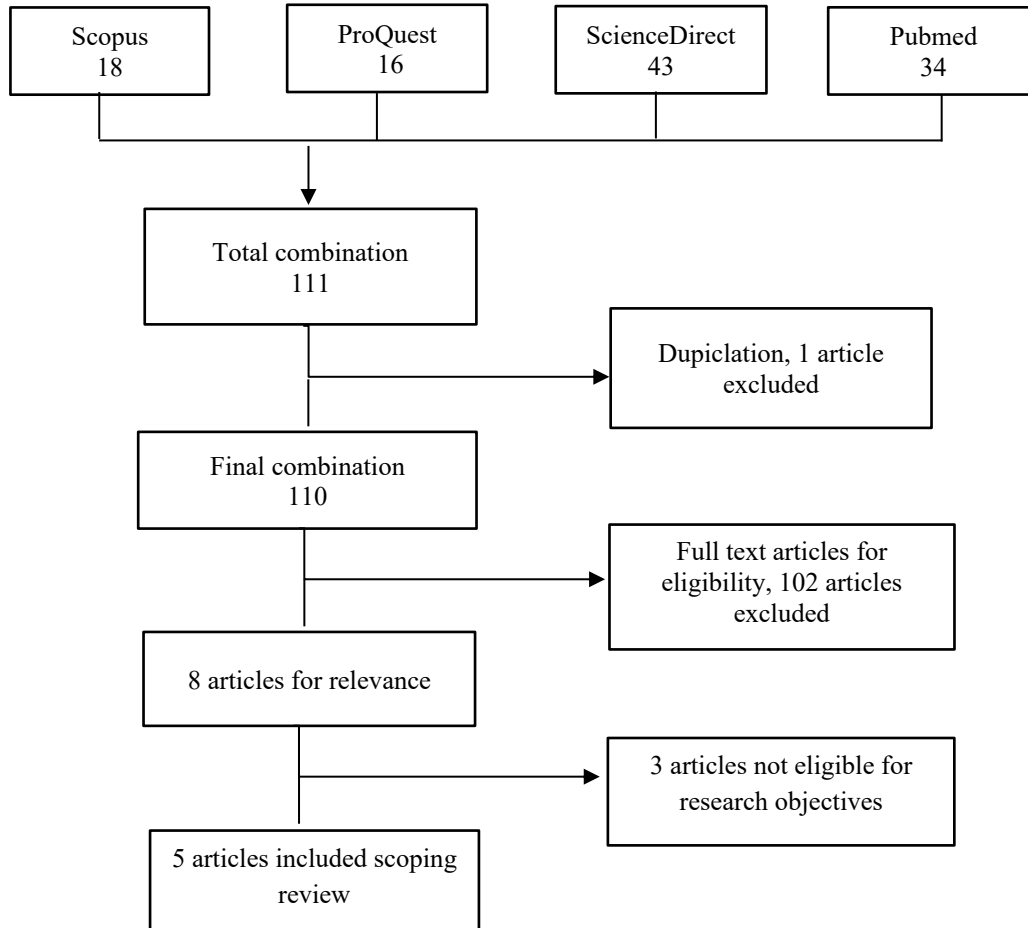 Scopus
18
ProQuest
16
ScienceDirect
43
Pubmed
34
Total combination
111
Dupiclation, 1 article
excluded
Final combination
110
Full text articles for
eligibility, 102 articles
excluded
8 articles for relevance
3 articles not eligible for
research objectives
5 articles included scoping
review